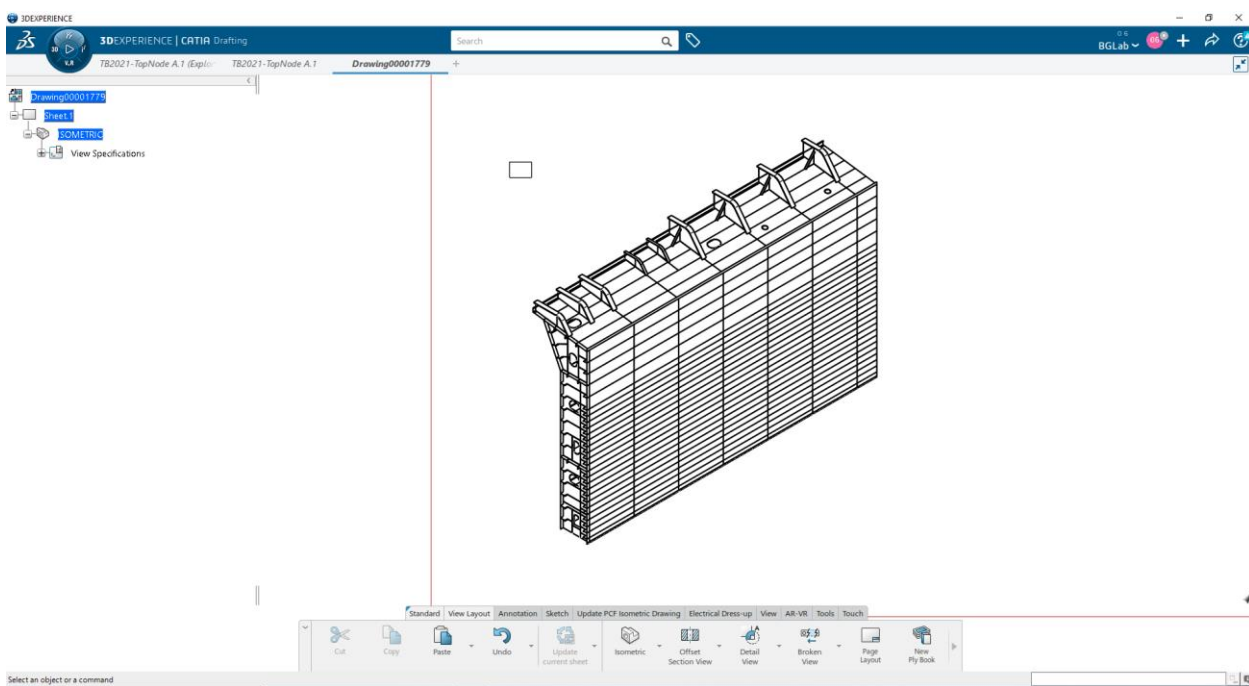 3DEXPERIENCE
3DEXPERIENCE | CATIA Drafting
Search
BGLab
3D
V.R
TB2021-TopNode A.1 (Explo
TB2021-TopNode A.1
Drawing00001779
Drawing00001779
Sheet.1
ISOMETRIC
View Specifications
Standard View Layout Annotation Sketch Update PCF Isometric Drawing Electrical Dress-up View AR-VR Tools Touch
Cut
Copy
Paste
Undo
Update current sheet
Isometric
Offset Section View
Detail View
Broken View
Page Layout
New Ply Book
Select an object or a command